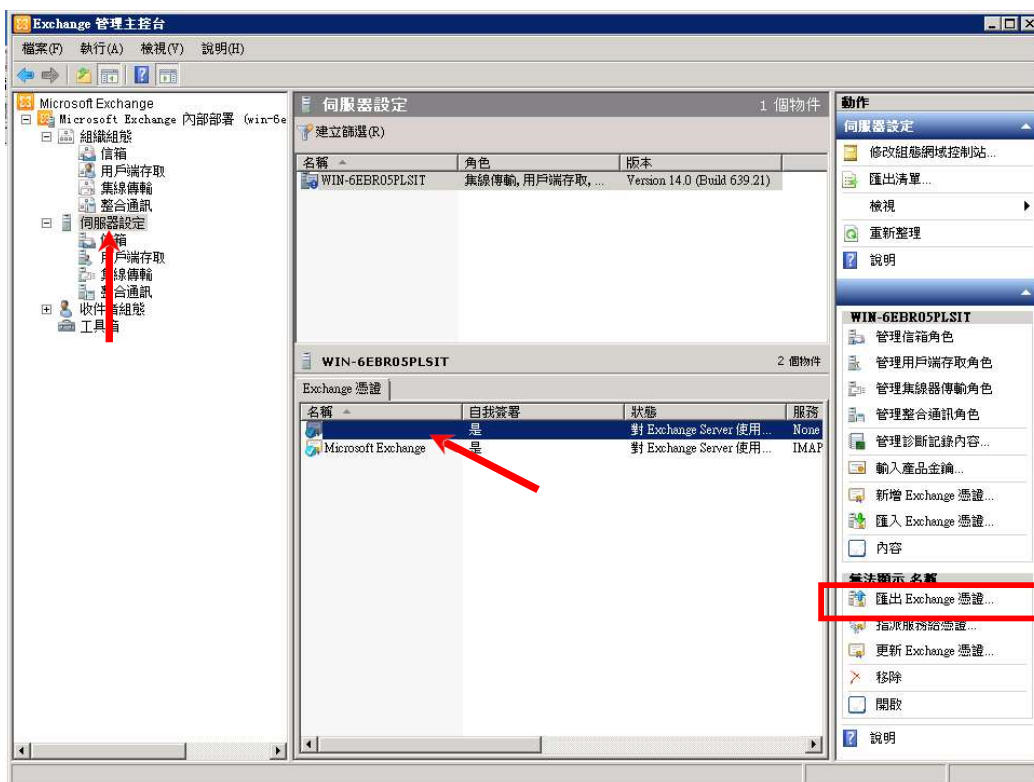 Exchange 管理主控台
檔案(F) 執行(A) 檢視(V) 說明(H)
Microsoft Exchange
Microsoft Exchange 內部部署 (win-6e
組織組態
信箱
用戶端存取
集線傳輸
整合通訊
伺服器設定
信箱
用戶端存取
集線傳輸
整合通訊
收件者組態
工具箱
伺服器設定 1 個物件
建立篩選(R)
名稱 角色 版本
WIN-6EBR05PLSIT 集線傳輸, 用戶端存取, ... Version 14.0 (Build 639.21)
WIN-6EBR05PLSIT 2 個物件
Exchange 憑證
名稱 自我簽署 狀態 服務
是 對 Exchange Server 使用... None
Microsoft Exchange 是 對 Exchange Server 使用... IMAP
動作
伺服器設定
修改組態網域控制站...
匯出清單...
檢視
重新整理
說明
WIN-6EBR05PLSIT
管理信箱角色
管理用戶端存取角色
管理集線器傳輸角色
管理整合通訊角色
管理診斷記錄內容...
輸入產品金鑰...
新增 Exchange 憑證...
匯入 Exchange 憑證...
內容
無法顯示 名稱
匯出 Exchange 憑證...
指派服務給憑證...
更新 Exchange 憑證...
移除
開啟
說明